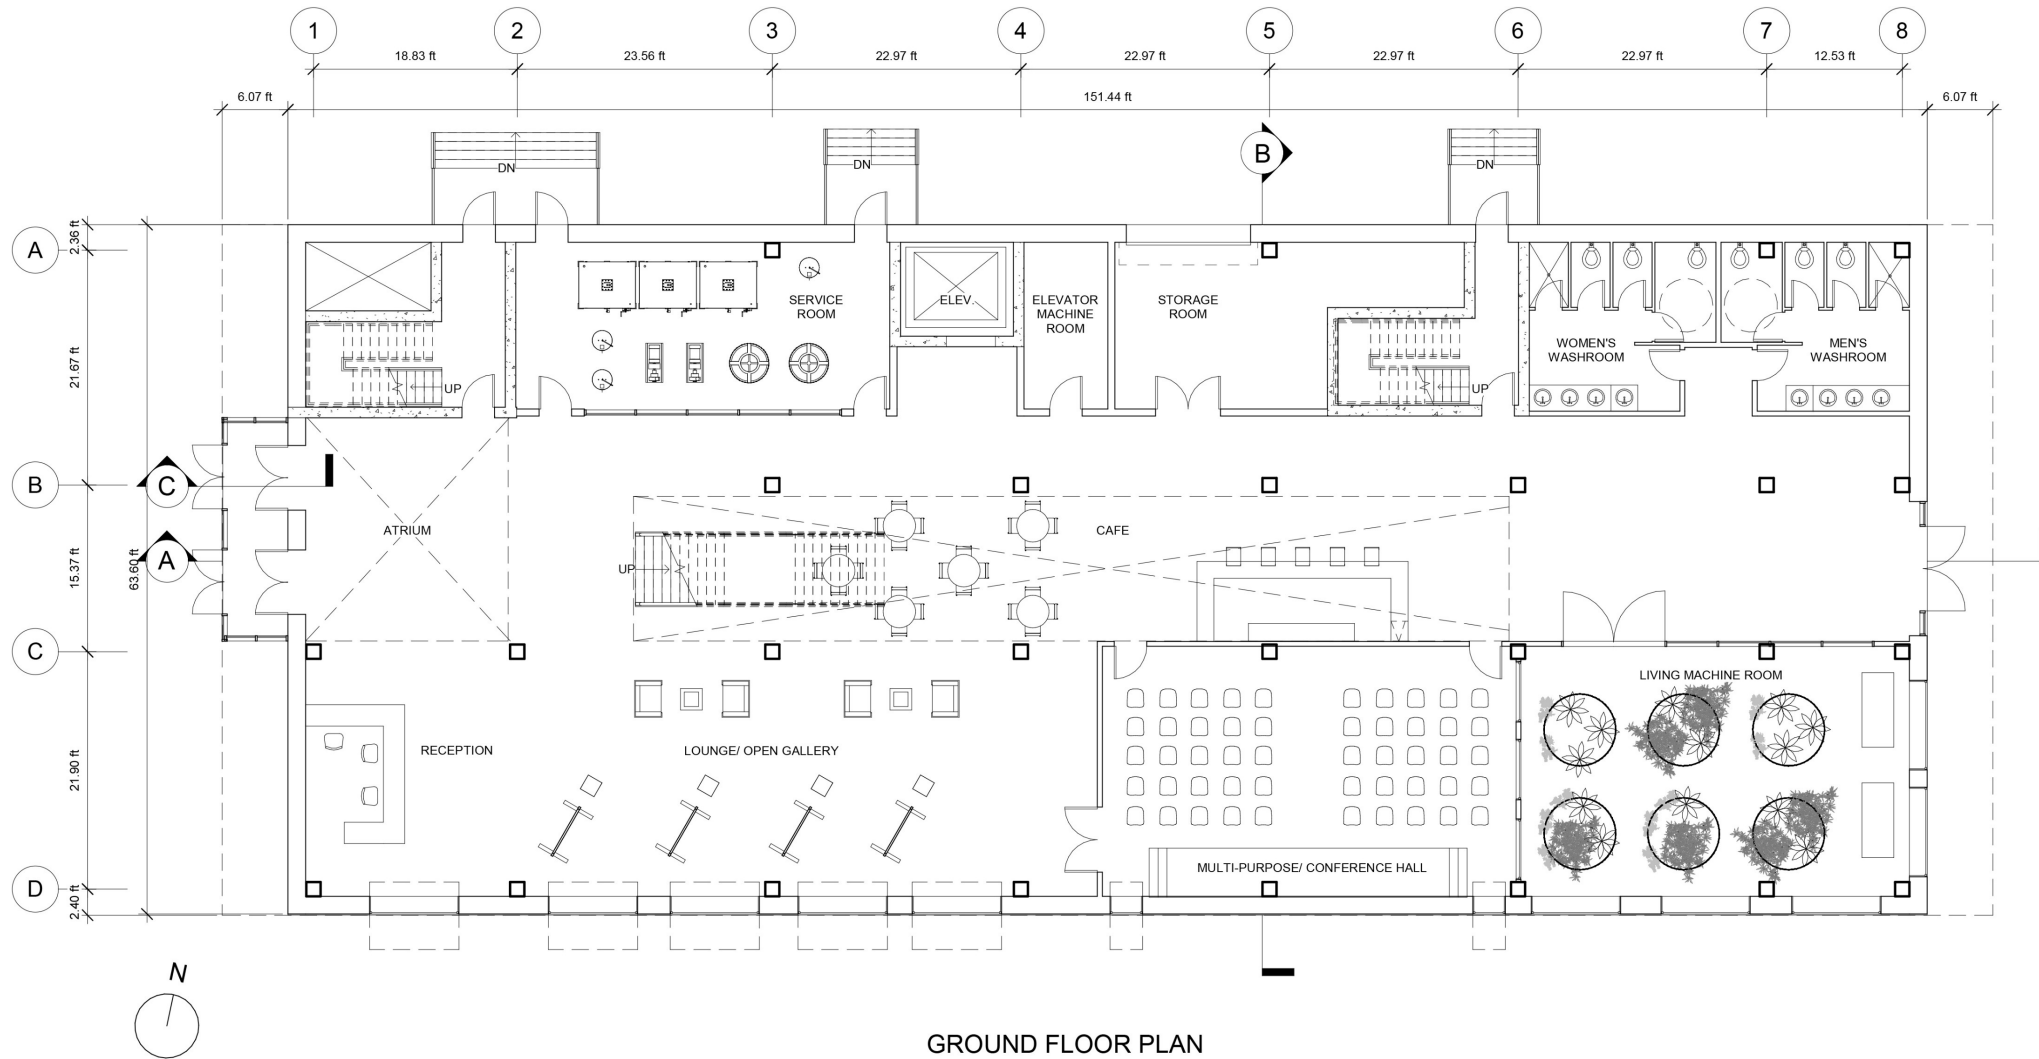 1 2 3 4 5 6 7 8
18.83 ft 23.56 ft 22.97 ft 22.97 ft 22.97 ft 22.97 ft 12.53 ft
6.07 ft 151.44 ft 6.07 ft
DN DN B DN
A
2.36 ft
SERVICE
ROOM
ELEV.
ELEVATOR
MACHINE
ROOM
STORAGE
ROOM
WOMEN'S
WASHROOM
MEN'S
WASHROOM
21.67 ft
UP
UP
B
C
ATRIUM
CAFE
A
15.37 ft
63.60 ft
UP
C
LIVING MACHINE ROOM
RECEPTION
LOUNGE/ OPEN GALLERY
21.90 ft
MULTI-PURPOSE/ CONFERENCE HALL
D
2.40 ft
N
GROUND FLOOR PLAN